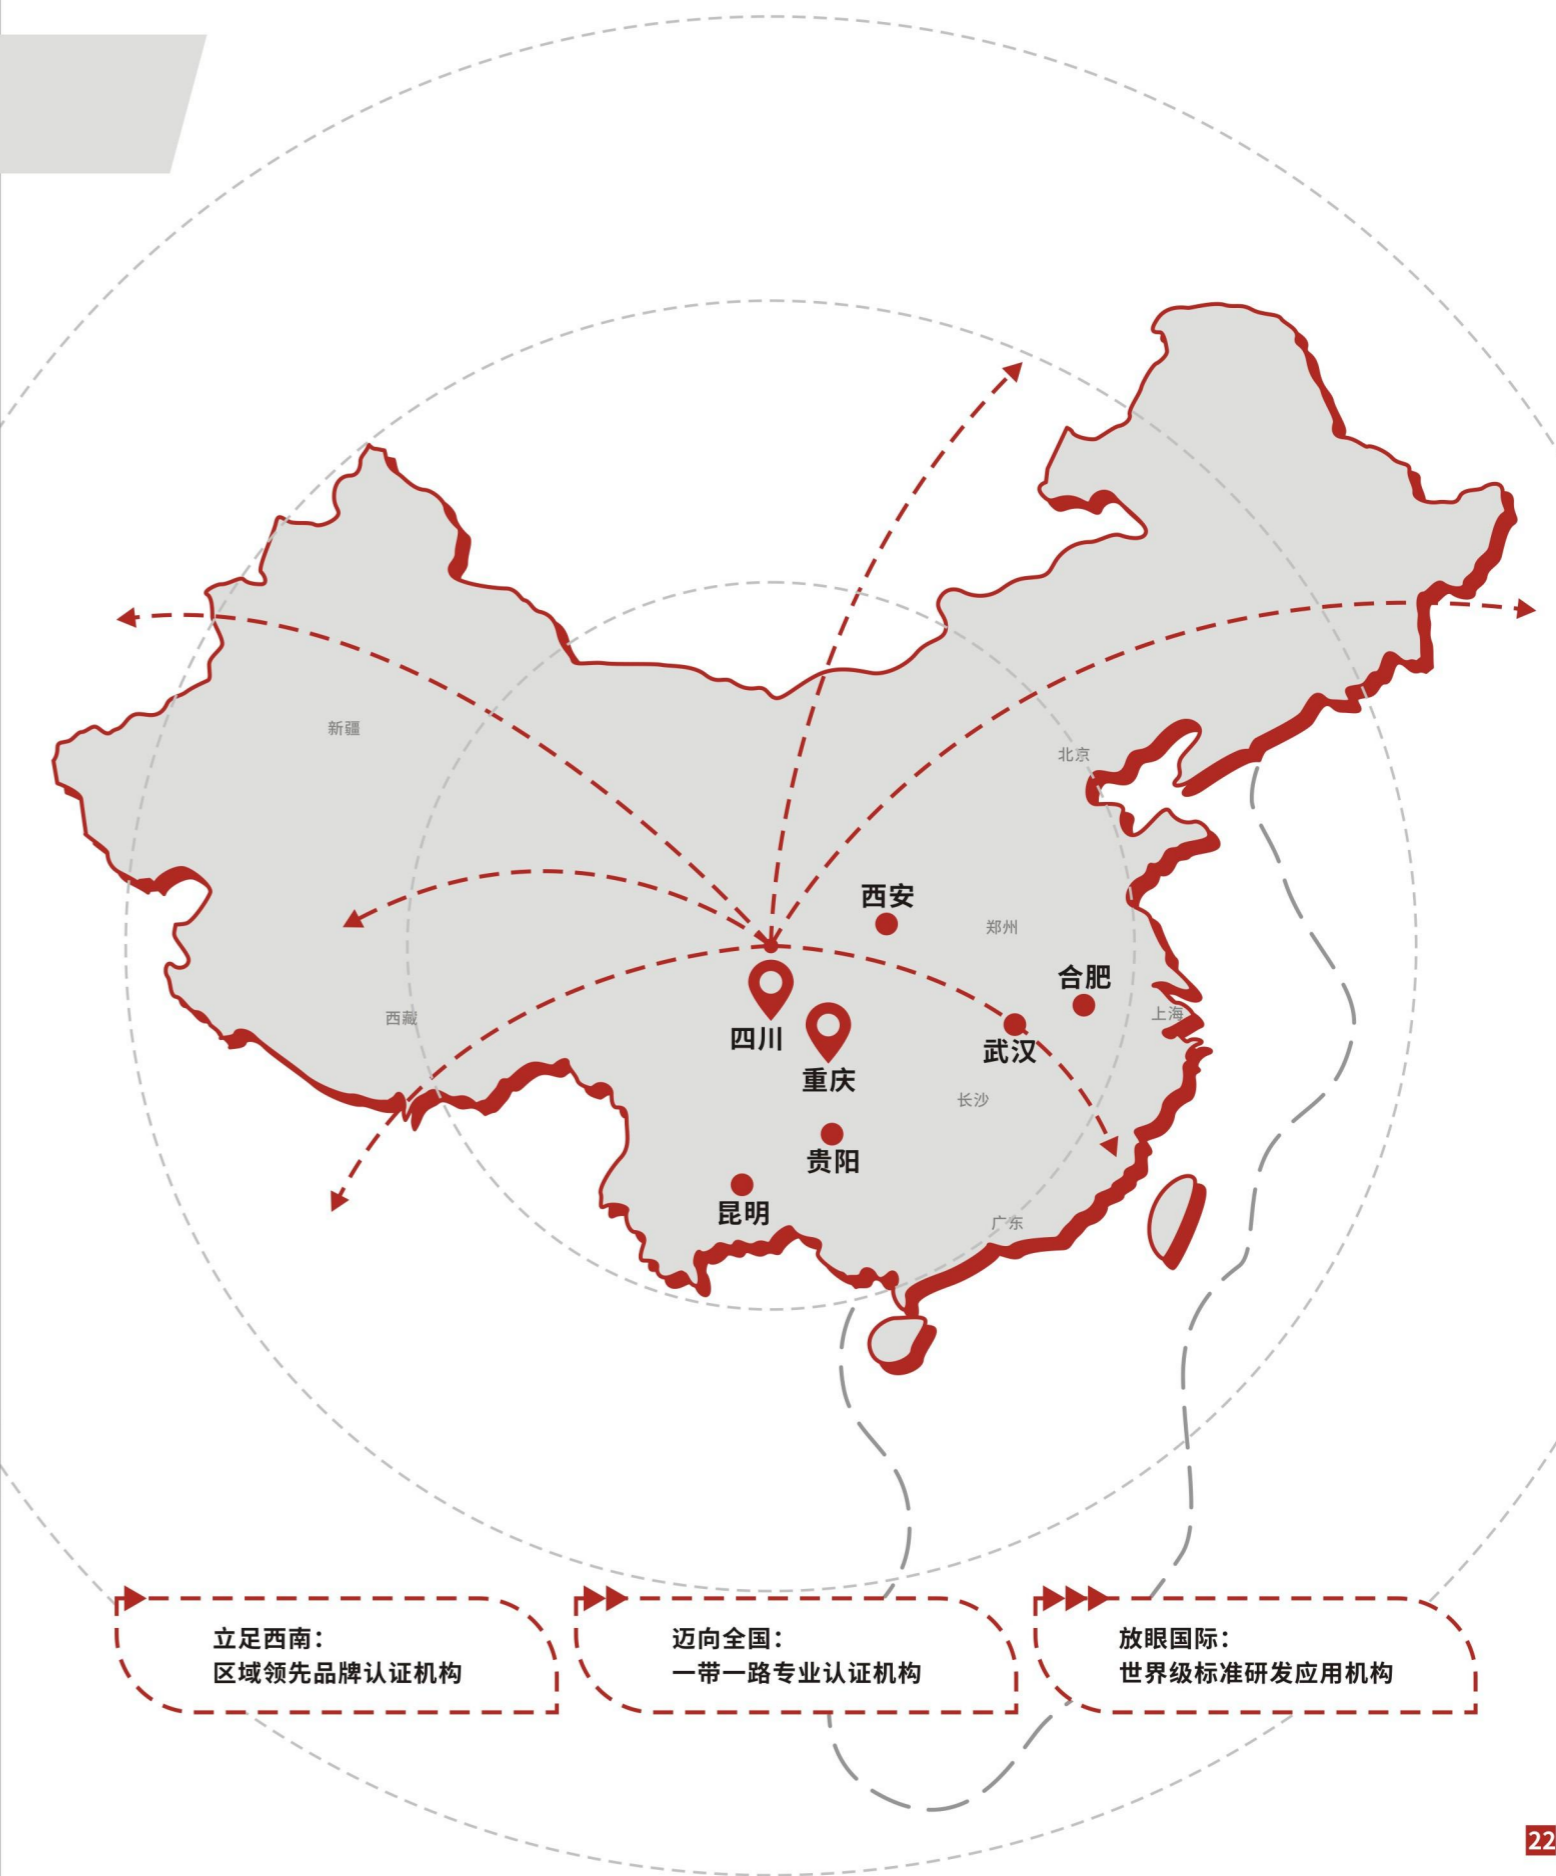 新疆
北京
西安
郑州
合肥
上海
西藏
四川
武汉
重庆
长沙
贵阳
昆明
广东
立足西南：
区域领先品牌认证机构
迈向全国：
一带一路专业认证机构
放眼国际：
世界级标准研发应用机构
22